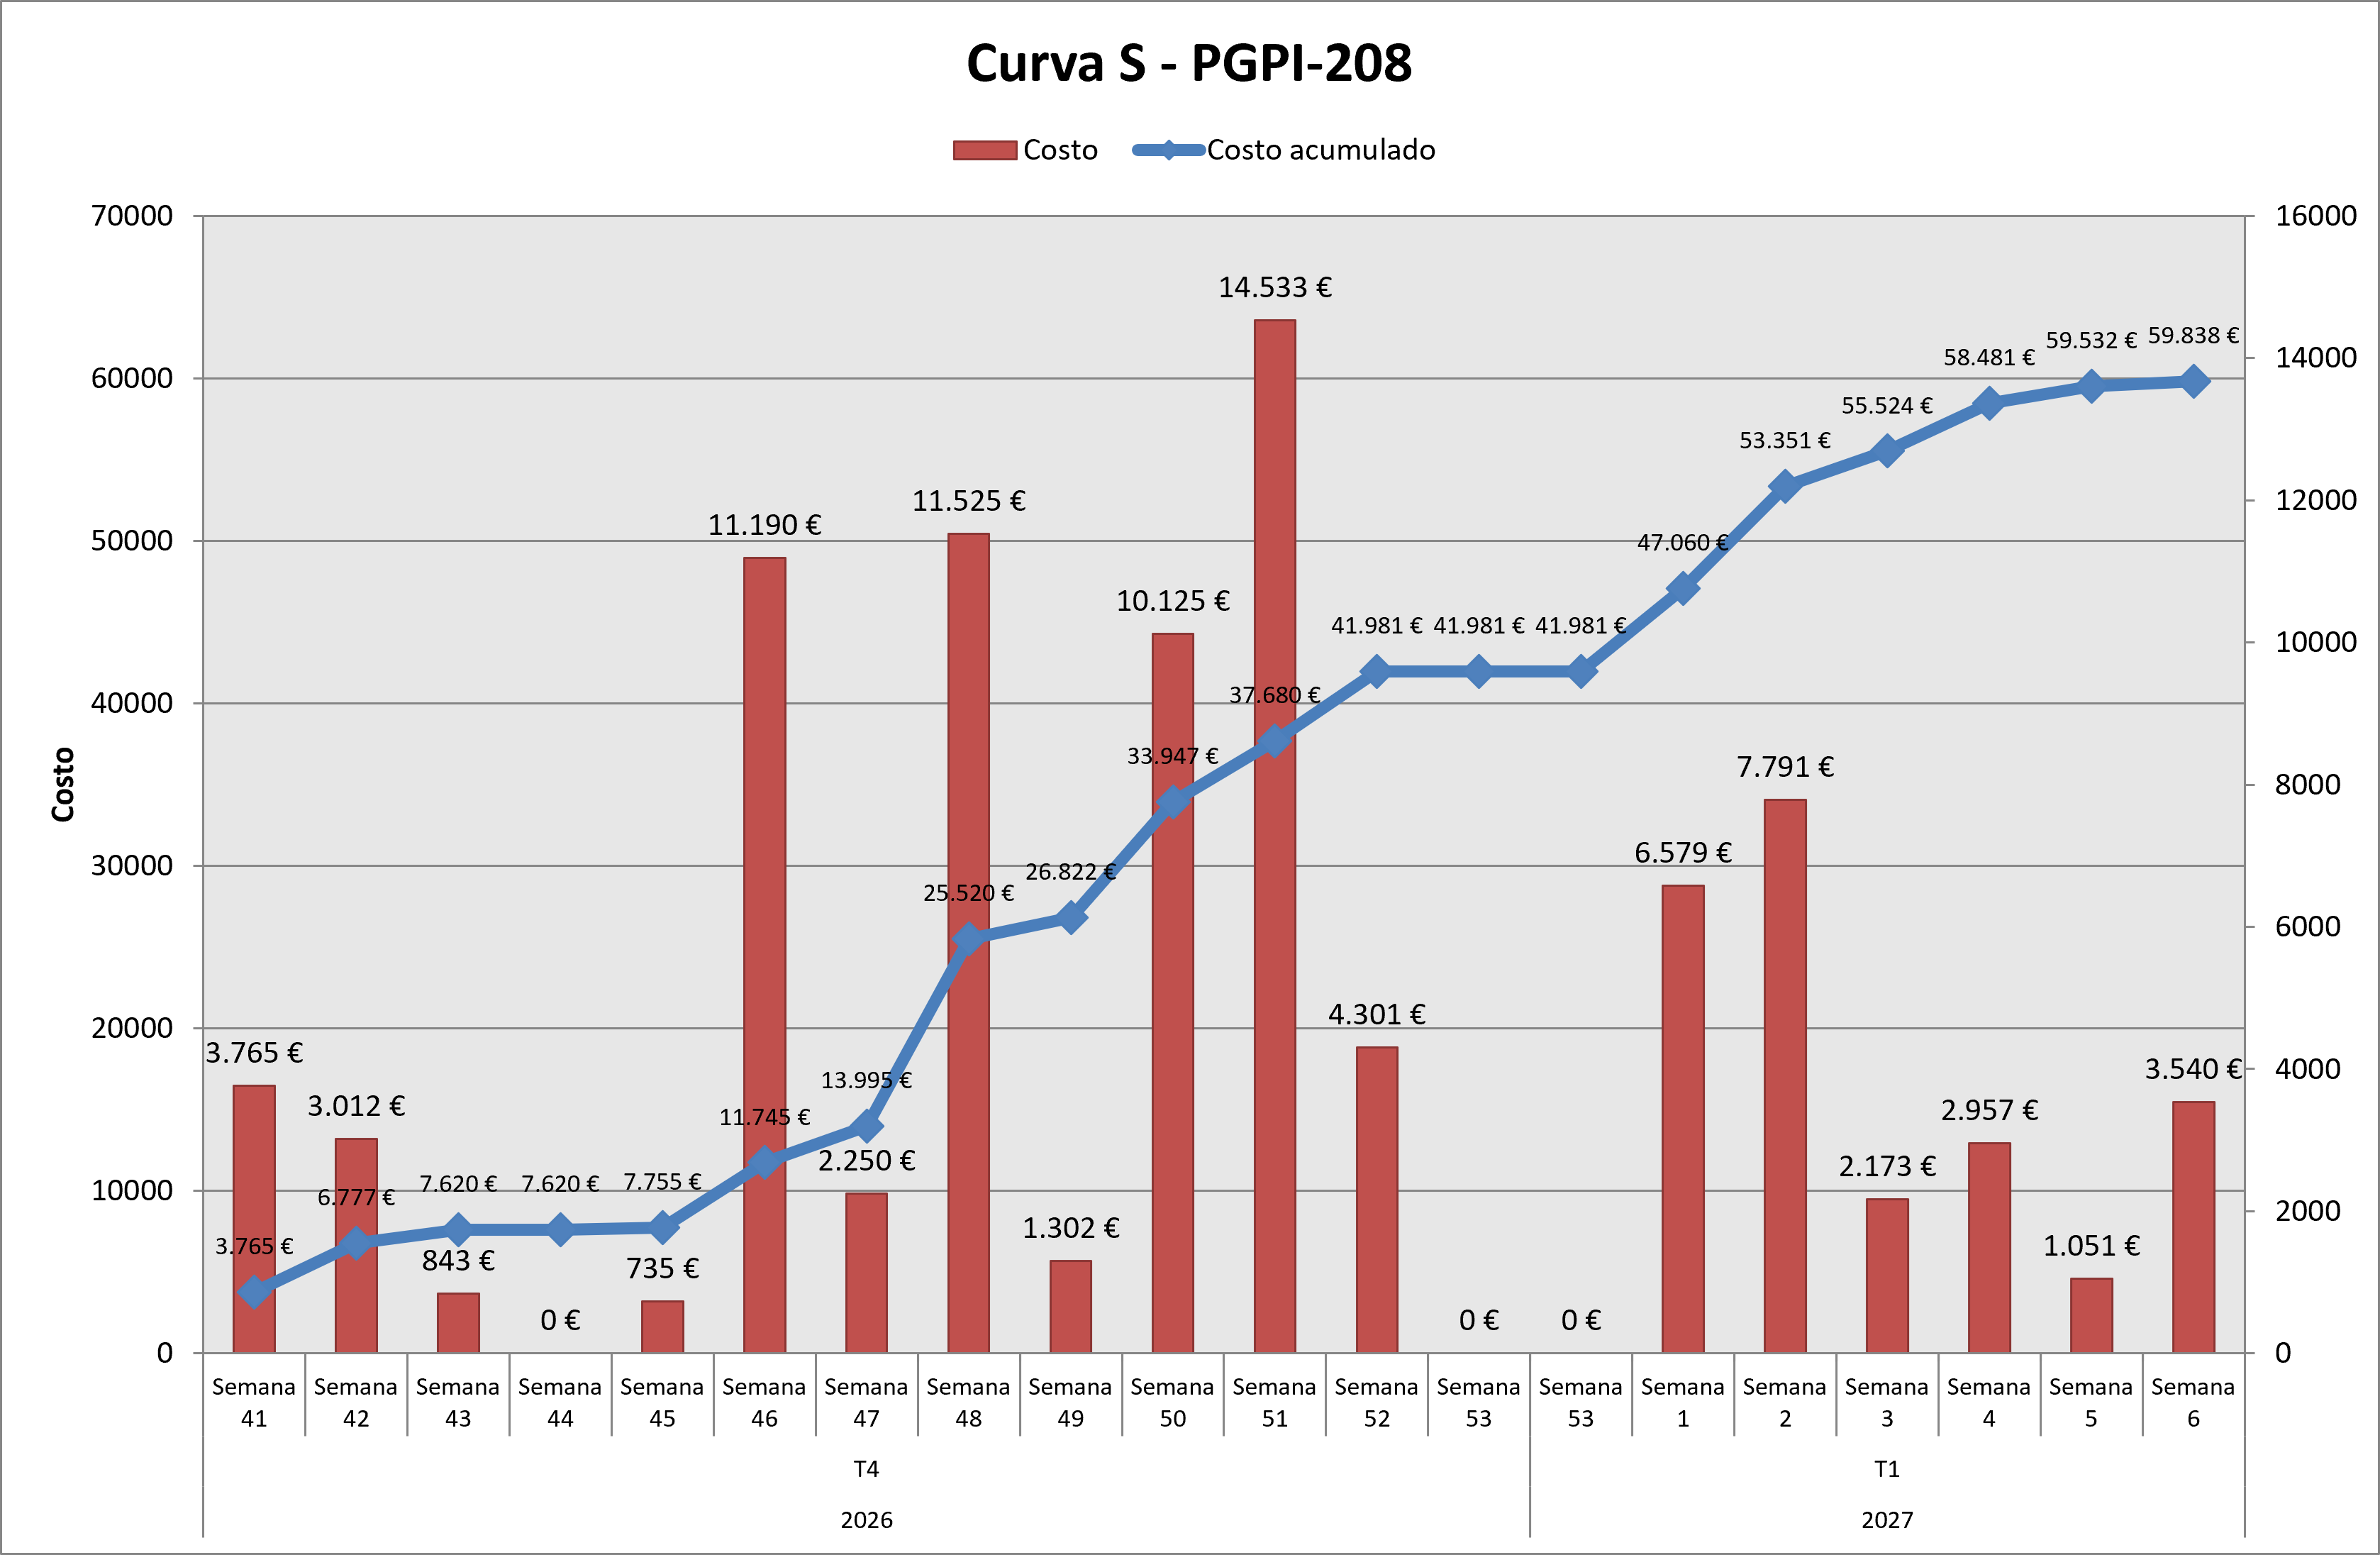 Curva S - PGPI-208
Costo
Costo acumulado
70000
60000
50000
40000
30000
20000
10000
0
Costo
16000
14000
12000
10000
8000
6000
4000
2000
0
3.765 €
3.012 €
843 €
0 €
735 €
11.190 €
2.250 €
11.525 €
1.302 €
10.125 €
14.533 €
4.301 €
0 €
0 €
6.579 €
7.791 €
2.173 €
2.957 €
1.051 €
3.540 €
3.765 €
6.777 €
7.620 €
7.620 €
7.755 €
11.745 €
13.995 €
25.520 €
26.822 €
33.947 €
37.680 €
41.981 €
41.981 €
41.981 €
47.060 €
53.351 €
55.524 €
58.481 €
59.532 €
59.838 €
Semana 41
Semana 42
Semana 43
Semana 44
Semana 45
Semana 46
Semana 47
Semana 48
Semana 49
Semana 50
Semana 51
Semana 52
Semana 53
Semana 53
Semana 1
Semana 2
Semana 3
Semana 4
Semana 5
Semana 6
T4
T1
2026
2027